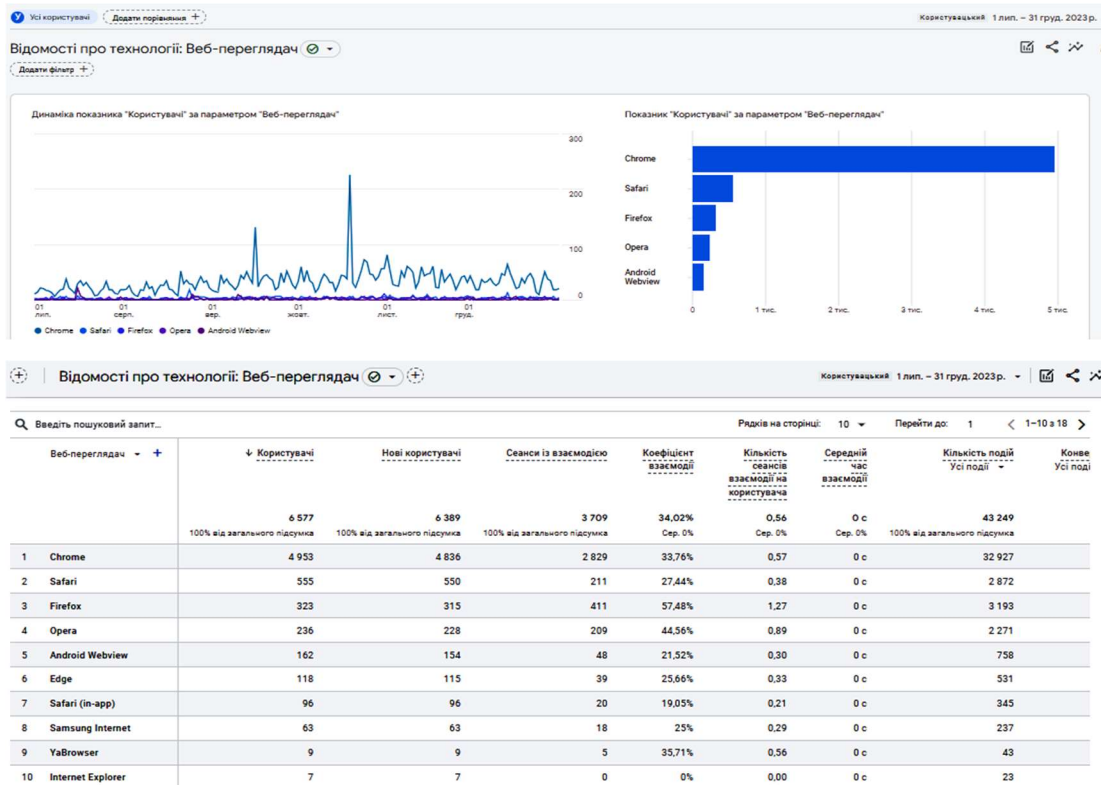 У Усі користувачі Додати порівняння +
Користувацький 1 лип. – 31 груд. 2023 р.
Відомості про технології: Веб-переглядач
Додати фільтр +
Динаміка показника "Користувачі" за параметром "Веб-переглядач"
300
200
100
0
01 лип.
01 серп.
01 вер.
01 жовт.
01 лист.
01 груд.
Chrome Safari Firefox Opera Android Webview
Показник "Користувачі" за параметром "Веб-переглядач"
Chrome
Safari
Firefox
Opera
Android
Webview
0 1 тис. 2 тис. 3 тис. 4 тис. 5 тис.
Відомості про технології: Веб-переглядач
Користувацький 1 лип. – 31 груд. 2023 р.
Введіть пошуковий запит...
Рядків на сторінці: 10 Перейти до: 1 1–10 з 18
Веб-переглядач + ↓ Користувачі Нові користувачі Сеанси із взаємодією Коефіцієнт взаємодії Кількість сеансів взаємодії на користувача Середній час взаємодії Кількість подій Усі події Конве Усі поді
6 577 6 389 3 709 34,02% 0,56 0 с 43 249
100% від загального підсумка 100% від загального підсумка 100% від загального підсумка Сер. 0% Сер. 0% Сер. 0% 100% від загального підсумка
1 Chrome 4 953 4 836 2 829 33,76% 0,57 0 с 32 927
2 Safari 555 550 211 27,44% 0,38 0 с 2 872
3 Firefox 323 315 411 57,48% 1,27 0 с 3 193
4 Opera 236 228 209 44,56% 0,89 0 с 2 271
5 Android Webview 162 154 48 21,52% 0,30 0 с 758
6 Edge 118 115 39 25,66% 0,33 0 с 531
7 Safari (in-app) 96 96 20 19,05% 0,21 0 с 345
8 Samsung Internet 63 63 18 25% 0,29 0 с 237
9 YaBrowser 9 9 5 35,71% 0,56 0 с 43
10 Internet Explorer 7 7 0 0% 0,00 0 с 23